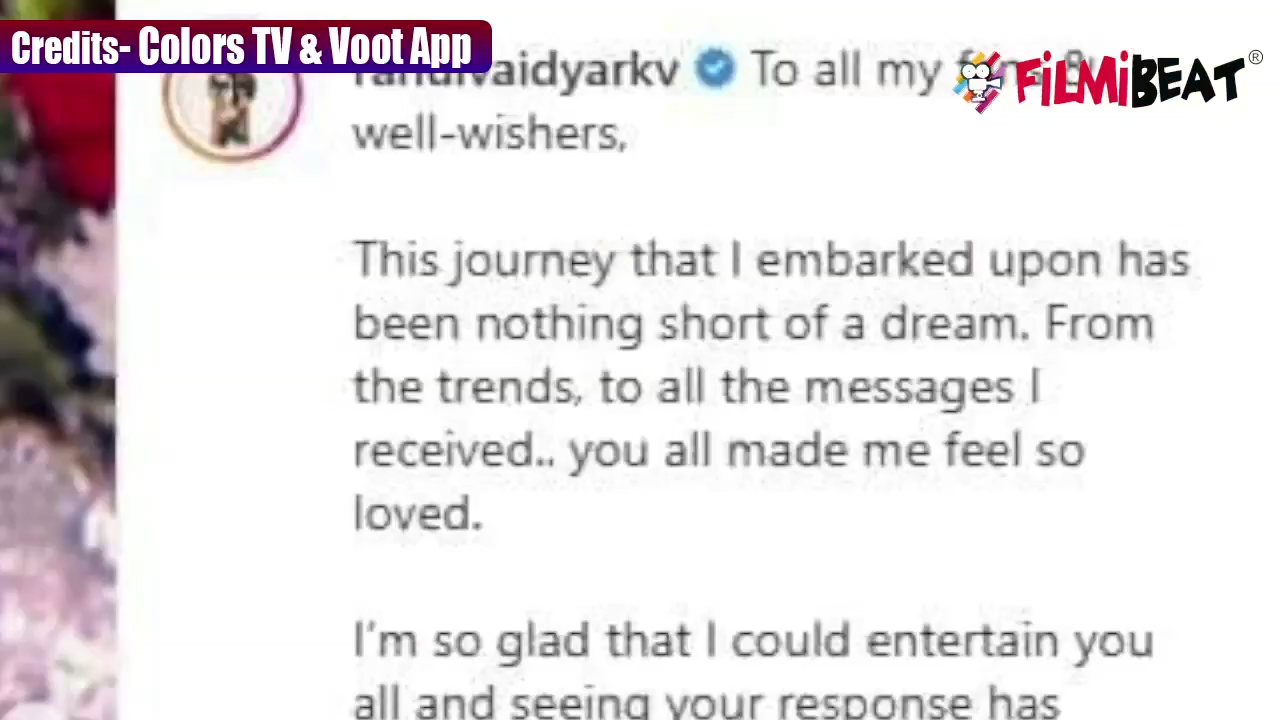 Credits- Colors TV & Voot App
FiLMiBEAT®
To all my
well-wishers,
This journey that I embarked upon has
been nothing short of a dream. From
the trends, to all the messages I
received.. you all made me feel so
loved.
I'm so glad that I could entertain you
all and seeing your response has